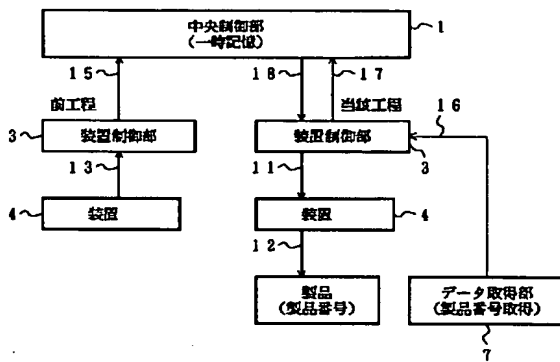 中央制御部
(一時記憶)
1
15
18
17
前工程
当該工程
16
3
装置制御部
装置制御部
3
13
11
4
装置
装置
4
12
製品
(製品番号)
データ取得部
(製品番号取得)
7